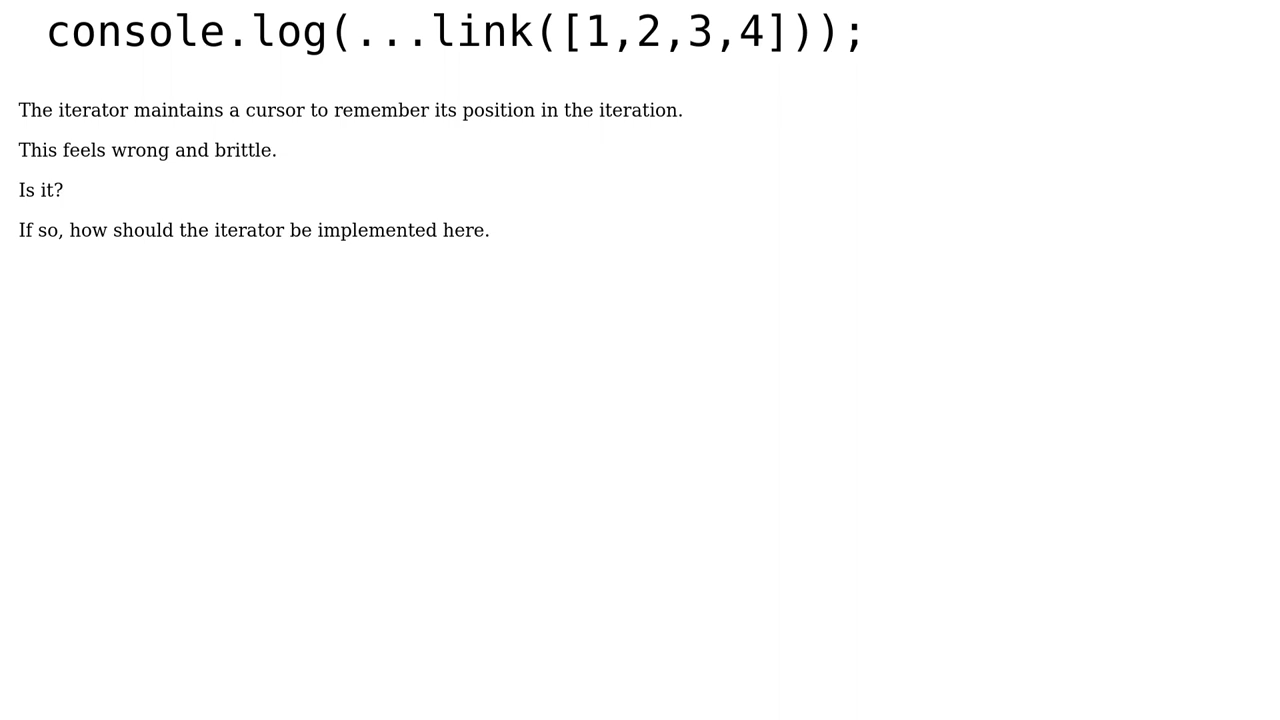 console.log(...link([1,2,3,4]));
The iterator maintains a cursor to remember its position in the iteration.
This feels wrong and brittle.
Is it?
If so, how should the iterator be implemented here.